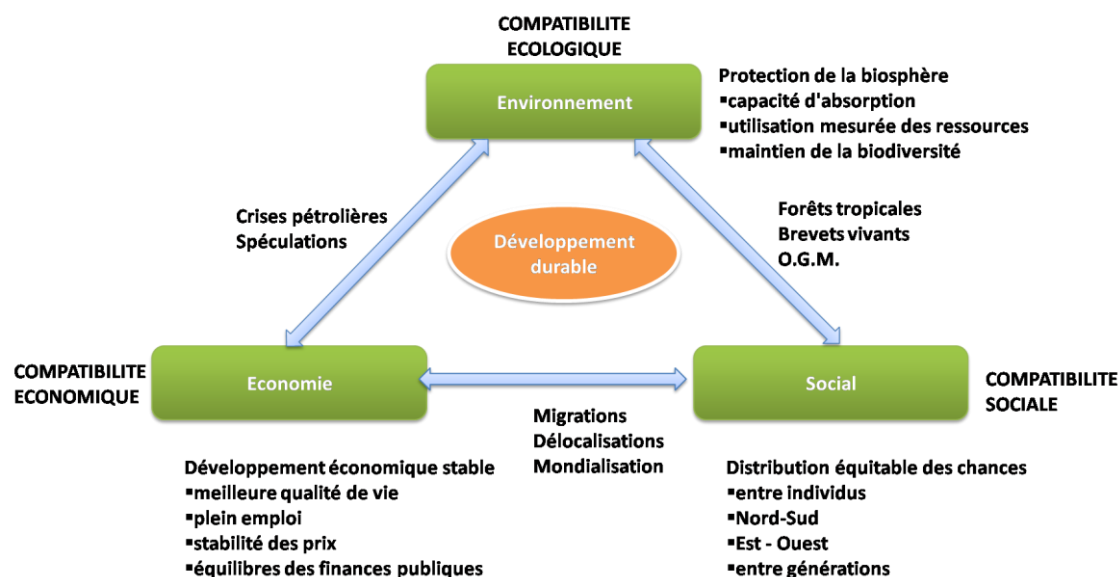 COMPATIBILITE
ECOLOGIQUE
Environnement
Protection de la biosphère
▪capacité d'absorption
▪utilisation mesurée des ressources
▪maintien de la biodiversité
Crises pétrolières
Spéculations
Développement
durable
Forêts tropicales
Brevets vivants
O.G.M.
COMPATIBILITE
ECONOMIQUE
Economie
Social
COMPATIBILITE
SOCIALE
Migrations
Délocalisations
Mondialisation
Développement économique stable
▪meilleure qualité de vie
▪plein emploi
▪stabilité des prix
▪équilibres des finances publiques
Distribution équitable des chances
▪entre individus
▪Nord-Sud
▪Est - Ouest
▪entre générations